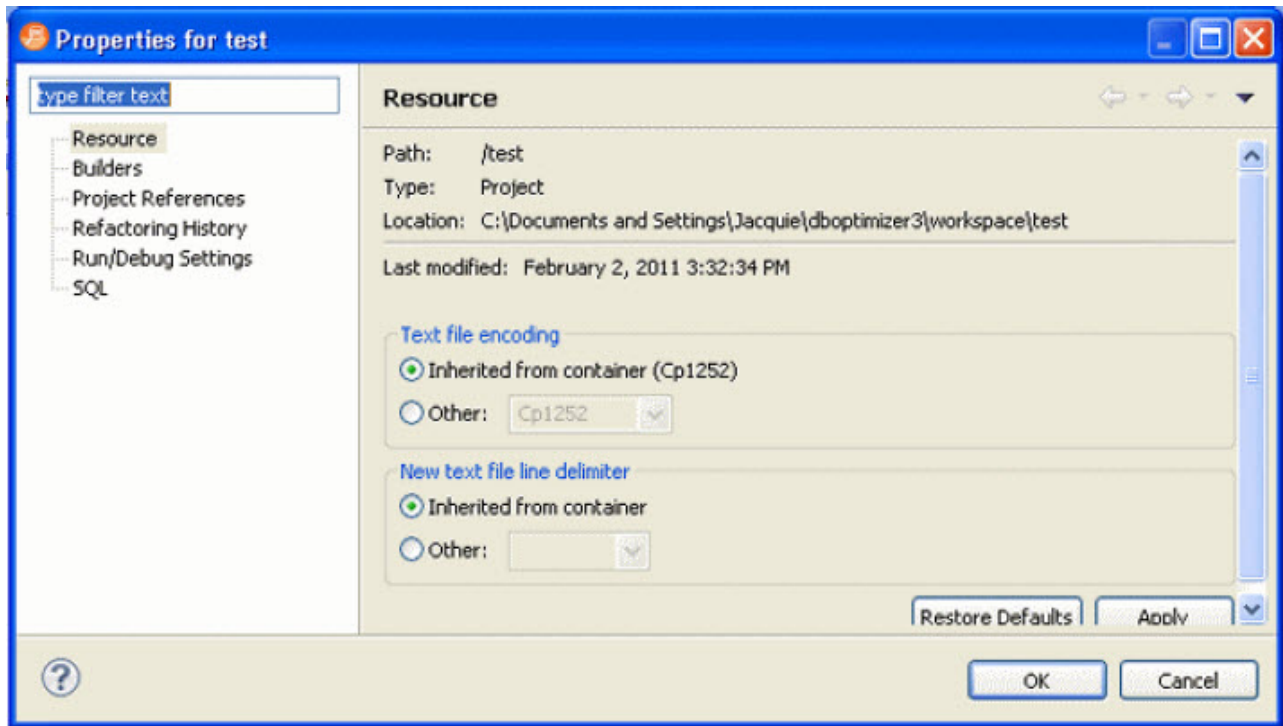 Properties for test
type filter text
Resource
Builders
Project References
Refactoring History
Run/Debug Settings
SQL
Resource
Path: /test
Type: Project
Location: C:\Documents and Settings\Jacquie\dboptimizer3\workspace\test
Last modified: February 2, 2011 3:32:34 PM
Text file encoding
Inherited from container (Cp1252)
Other: Cp1252
New text file line delimiter
Inherited from container
Other:
Restore Defaults Apply
? OK Cancel